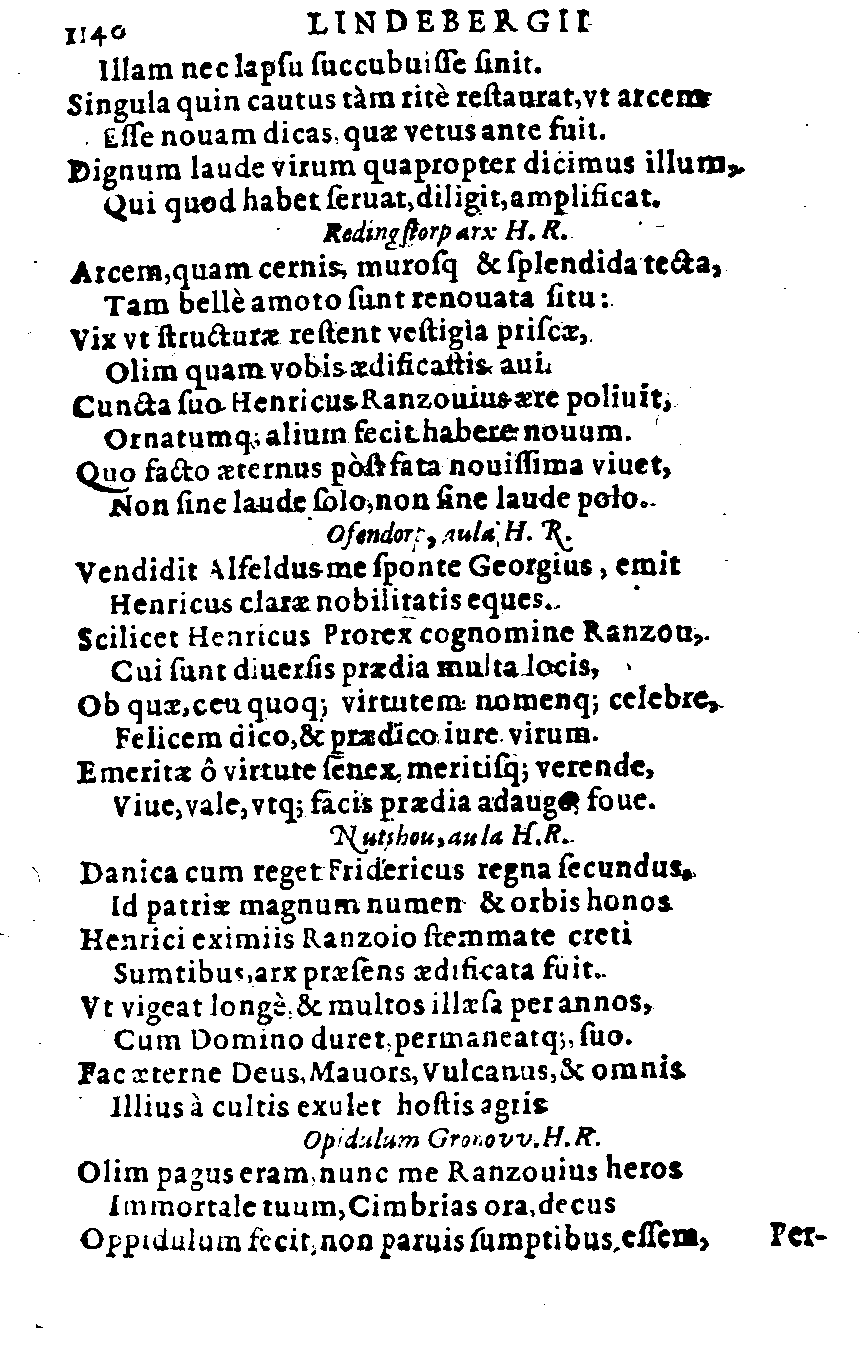 1140 LINDEBERGII
Illam nec lapſu ſuccubuiſſe ſinit.
Singula quin cautus tàm ritè reſtaurat, vt arcem
Eſſe nouam dicas, quæ vetus ante fuit.
Dignum laude virum quapropter dicimus illum,
Qui quod habet ſeruat, diligit, amplificat.
Redingſtorp arx H. R.
Arcem, quam cernis, muroſq & ſplendida tecta,
Tam bellè amoto ſunt renouata ſitu:
Vix vt ſtructuræ reſtent veſtigia priſcæ,
Olim quam vobis ædificaſtis aui.
Cuncta ſuo Henricus Ranzouius ære poliuit,
Ornatumq; alium fecit habere nouum.
Quo facto æternus pòſt fata nouiſſima viuet,
Non ſine laude ſolo, non ſine laude polo.
Oſendorp, aula H. R.
Vendidit Alfeldus me ſponte Georgius, emit
Henricus claræ nobilitatis eques.
Scilicet Henricus Prorex cognomine Ranzou,
Cui ſunt diuerſis prædia multa locis,
Ob quæ, ceu quoq; virtutem nomenq; celebre,
Felicem dico, & prædico iure virum.
Emeritæ ô virtute ſenex, meritiſq; verende,
Viue, vale, vtq; facis prædia adauge, foue.
Nutshou, aula H. R.
Danica cum reget Fridericus regna ſecundus,
Id patriæ magnum numen & orbis honos
Henrici eximiis Ranzoio ſtemmate creti
Sumtibus, arx præſens ædificata fuit.
Vt vigeat longè, & multos illæſa per annos,
Cum Domino duret, permaneatq;, ſuo.
Fac æterne Deus, Mauors, Vulcanus, & omnis
Illius à cultis exulet hoſtis agris
Opidulum Gronovv. H. R.
Olim pagus eram, nunc me Ranzouius heros
Immortale tuum, Cimbrias ora, decus
Oppidulum fecit, non paruis ſumptibus, eſſem,
Per-